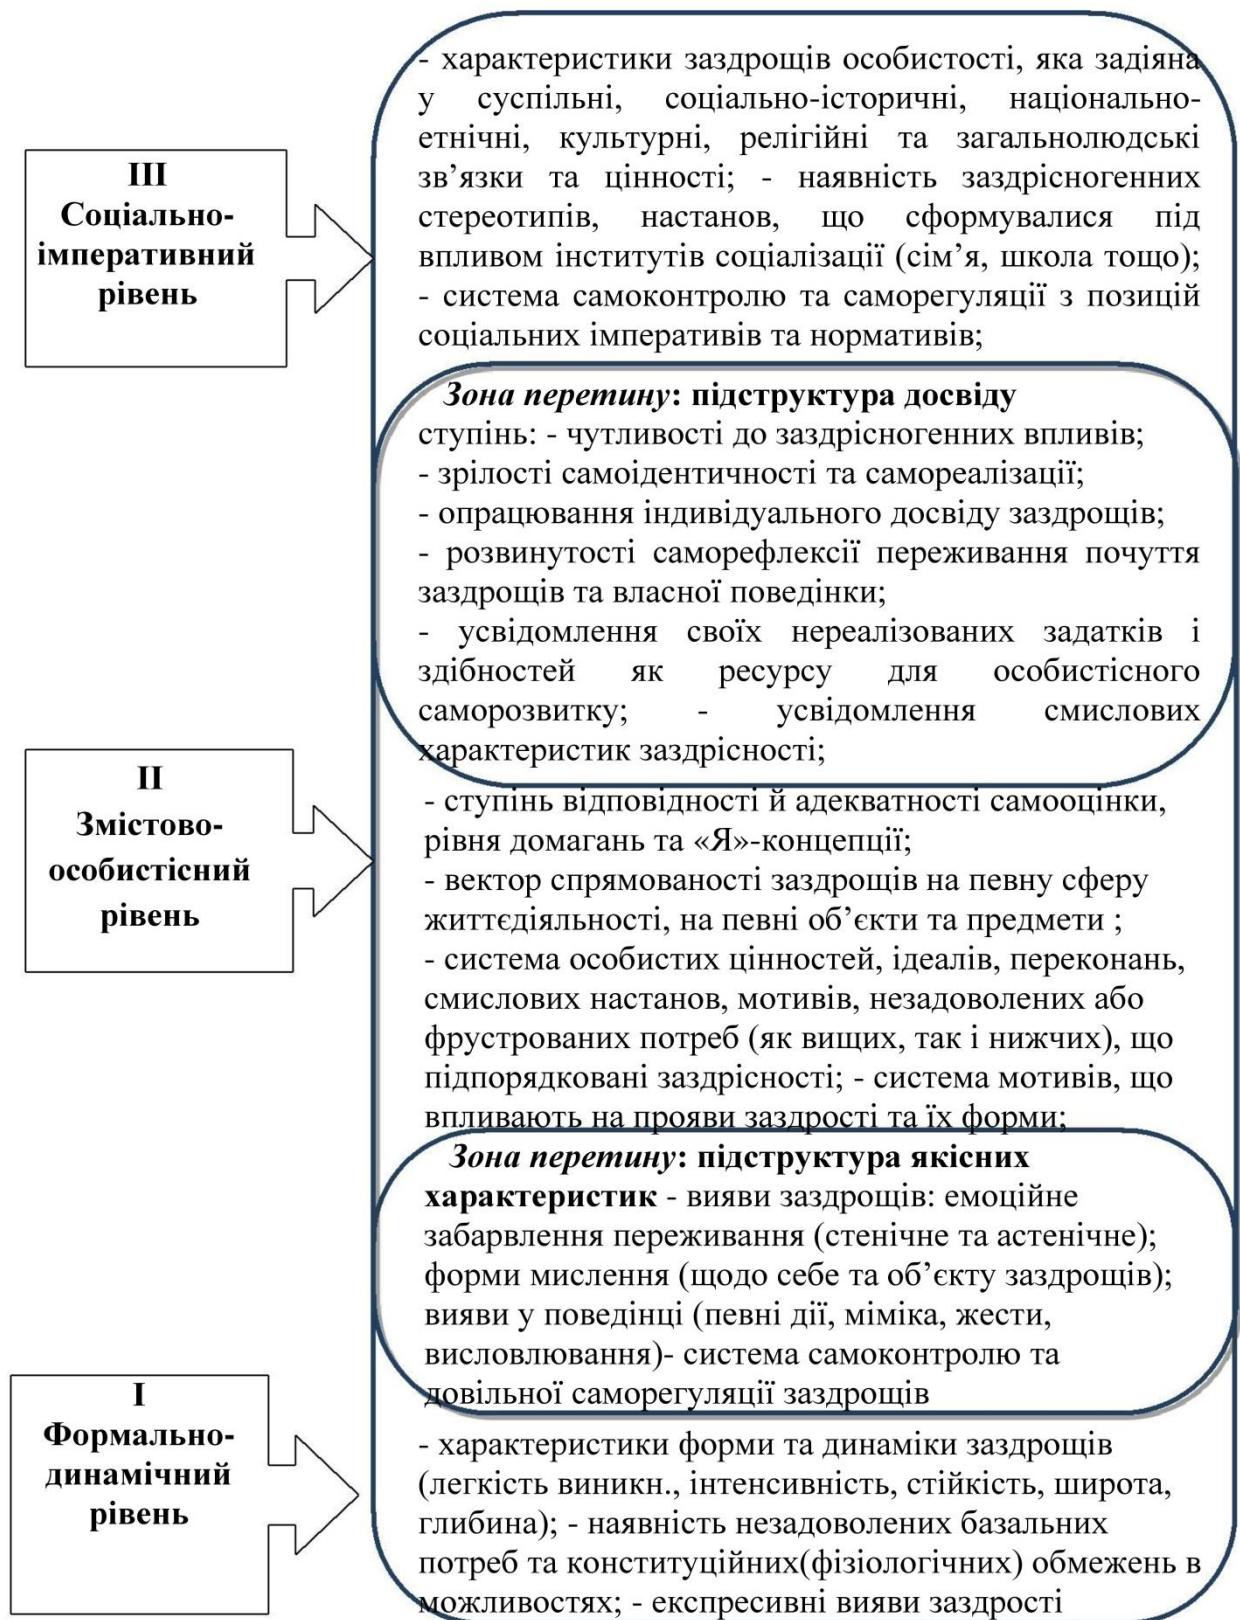 III
Соціально-
імперативний
рівень
- характеристики заздрощів особистості, яка задіяна
у суспільні, соціально-історичні, національно-
етнічні, культурні, релігійні та загальнолюдські
зв’язки та цінності; - наявність заздрісногенних
стереотипів, настанов, що сформувалися під
впливом інститутів соціалізації (сім’я, школа тощо);
- система самоконтролю та саморегуляції з позицій
соціальних імперативів та нормативів;
Зона перетину: підструктура досвіду
ступінь: - чутливості до заздрісногенних впливів;
- зрілості самоідентичності та самореалізації;
- опрацювання індивідуального досвіду заздрощів;
- розвинутості саморефлексії переживання почуття
заздрощів та власної поведінки;
- усвідомлення своїх нереалізованих задатків і
здібностей як ресурсу для особистісного
саморозвитку; - усвідомлення смислових
характеристик заздрісності;
II
Змістово-
особистісний
рівень
- ступінь відповідності й адекватності самооцінки,
рівня домагань та «Я»-концепції;
- вектор спрямованості заздрощів на певну сферу
життєдіяльності, на певні об’єкти та предмети ;
- система особистих цінностей, ідеалів, переконань,
смислових настанов, мотивів, незадоволених або
фрустрованих потреб (як вищих, так і нижчих), що
підпорядковані заздрісності; - система мотивів, що
впливають на прояви заздрості та їх форми;
Зона перетину: підструктура якісних
характеристик - вияви заздрощів: емоційне
забарвлення переживання (стенічне та астенічне);
форми мислення (щодо себе та об’єкту заздрощів);
вияви у поведінці (певні дії, міміка, жести,
висловлювання)- система самоконтролю та
довільної саморегуляції заздрощів
I
Формально-
динамічний
рівень
- характеристики форми та динаміки заздрощів
(легкість виникн., інтенсивність, стійкість, широта,
глибина); - наявність незадоволених базальних
потреб та конституційних(фізіологічних) обмежень в
можливостях; - експресивні вияви заздрості